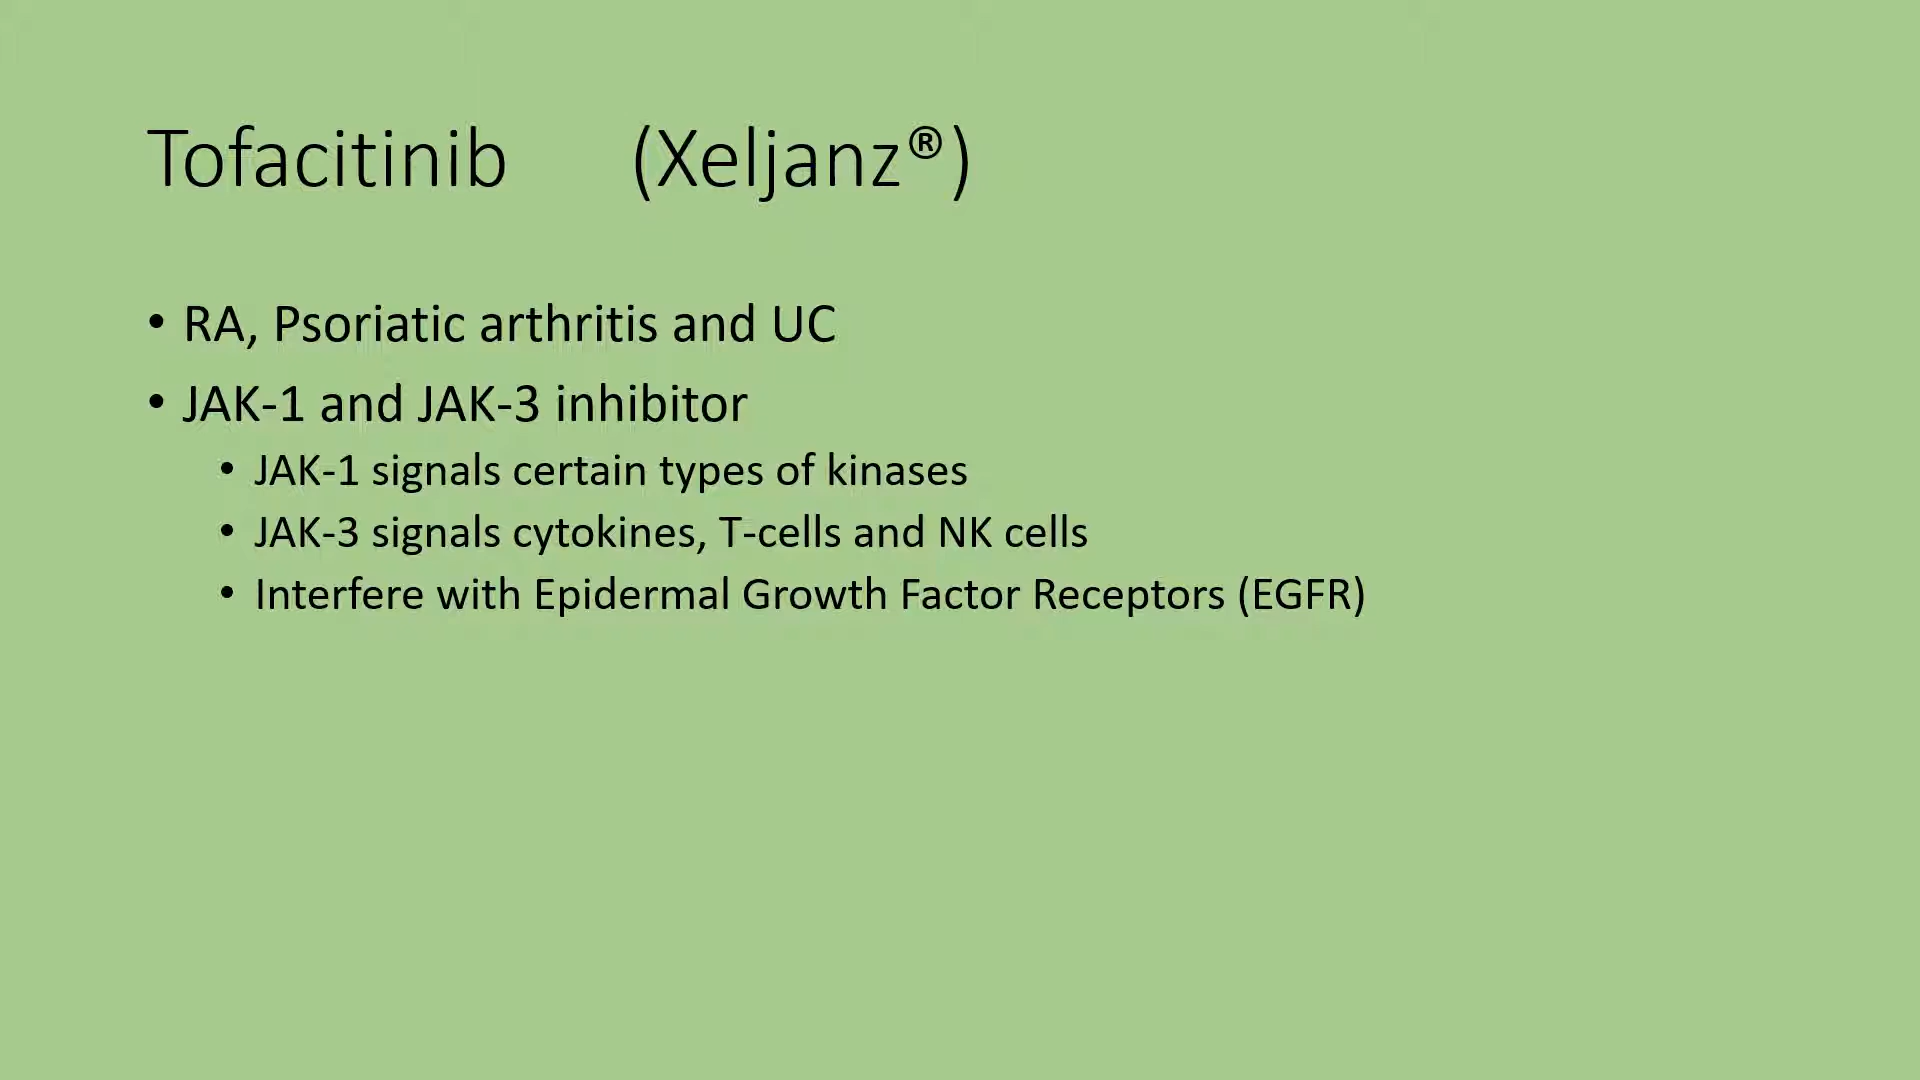 Tofacitinib (Xeljanz®)
• RA, Psoriatic arthritis and UC
• JAK-1 and JAK-3 inhibitor
• JAK-1 signals certain types of kinases
• JAK-3 signals cytokines, T-cells and NK cells
• Interfere with Epidermal Growth Factor Receptors (EGFR)